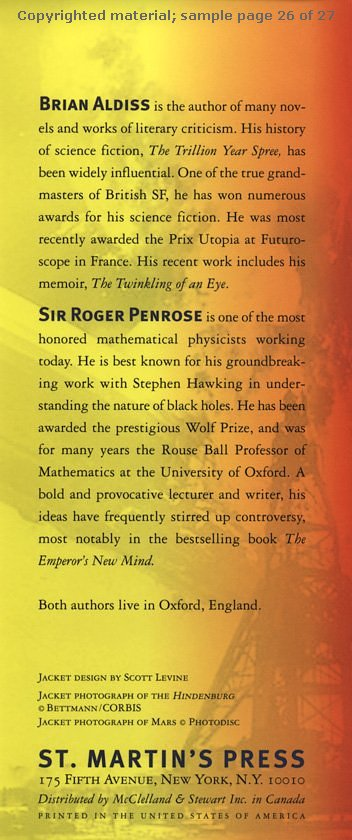 Copyrighted material; sample page 26 of 27
BRIAN ALDISS is the author of many nov-
els and works of literary criticism. His history
of science fiction, The Trillion Year Spree, has
been widely influential. One of the true grand-
masters of British SF, he has won numerous
awards for his science fiction. He was most
recently awarded the Prix Utopia at Futuro-
scope in France. His recent work includes his
memoir, The Twinkling of an Eye.
SIR ROGER PENROSE is one of the most
honored mathematical physicists working
today. He is best known for his groundbreak-
ing work with Stephen Hawking in under-
standing the nature of black holes. He has been
awarded the prestigious Wolf Prize, and was
for many years the Rouse Ball Professor of
Mathematics at the University of Oxford. A
bold and provocative lecturer and writer, his
ideas have frequently stirred up controversy,
most notably in the bestselling book The
Emperor's New Mind.
Both authors live in Oxford, England.
JACKET DESIGN BY SCOTT LEVINE
JACKET PHOTOGRAPH OF THE HINDENBURG
© BETTMANN/CORBIS
JACKET PHOTOGRAPH OF MARS © PHOTODISC
ST. MARTIN'S PRESS
175 FIFTH AVENUE, NEW YORK, N.Y. 10010
Distributed by McClelland & Stewart Inc. in Canada
PRINTED IN THE UNITED STATES OF AMERICA